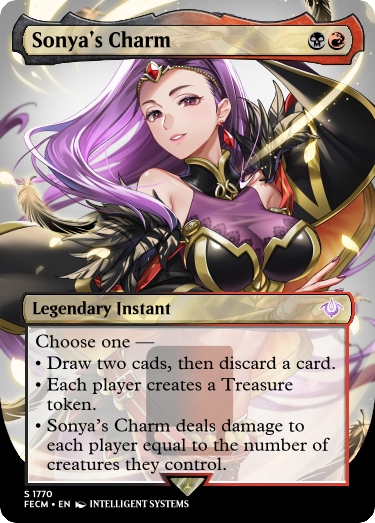 Sonya's Charm
Legendary Instant
Choose one —
• Draw two cads, then discard a card.
• Each player creates a Treasure
token.
• Sonya's Charm deals damage to
each player equal to the number of
creatures they control.
S 1770
FECM • EN INTELLIGENT SYSTEMS